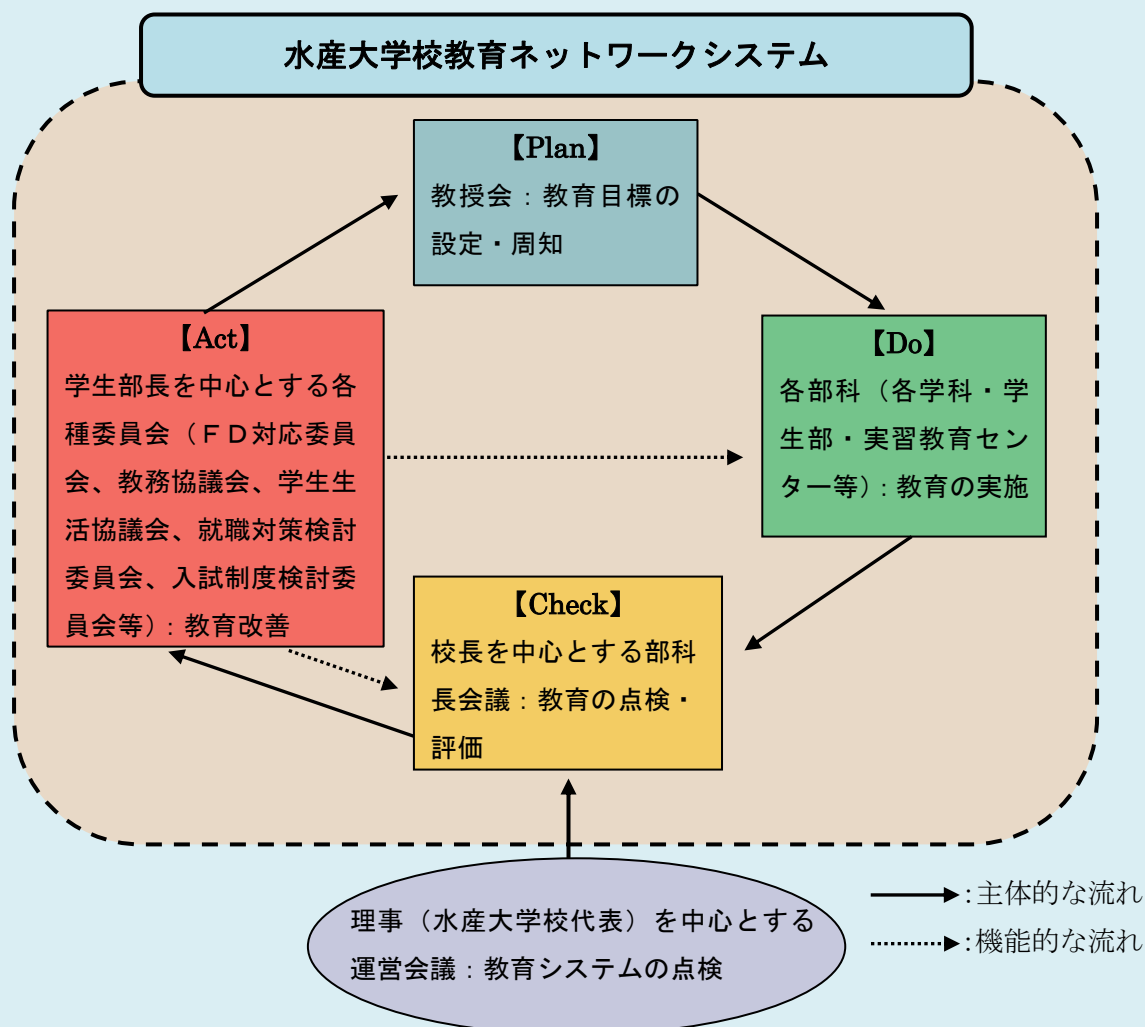 水産大学校教育ネットワークシステム
【Plan】
教授会：教育目標の
設定・周知
【Act】
学生部長を中心とする各
種委員会（ＦＤ対応委員
会、教務協議会、学生生
活協議会、就職対策検討
委員会、入試制度検討委
員会等）：教育改善
【Do】
各部科（各学科・学
生部・実習教育セン
ター等）：教育の実施
【Check】
校長を中心とする部科
長会議：教育の点検・
評価
理事（水産大学校代表）を中心とする
運営会議：教育システムの点検
：主体的な流れ
：機能的な流れ